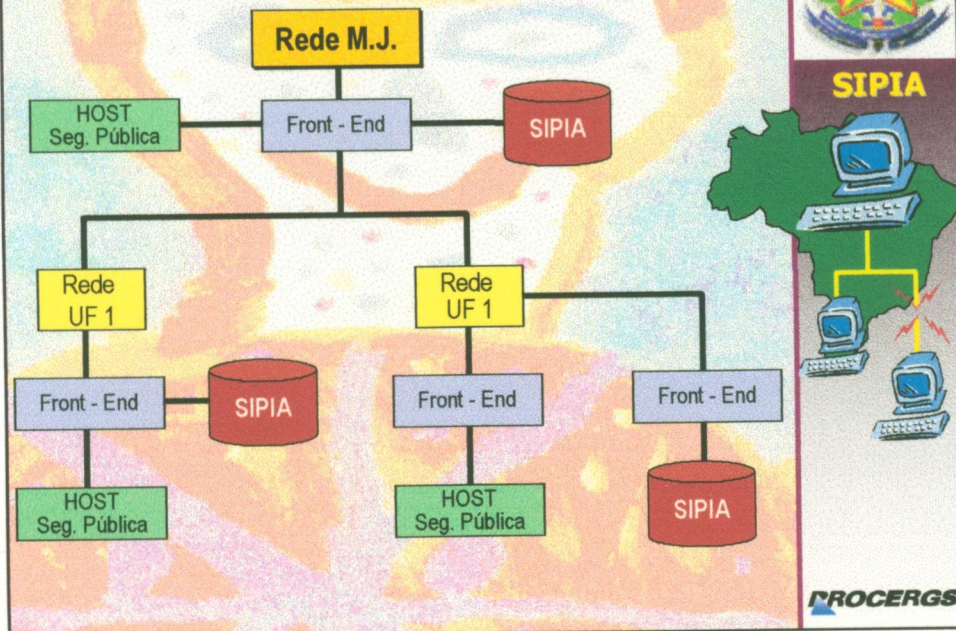 Rede M.J.
HOST
Seg. Pública
Front - End
SIPIA
Rede
UF 1
Rede
UF 1
Front - End
SIPIA
Front - End
Front - End
HOST
Seg. Pública
HOST
Seg. Pública
SIPIA
SIPIA
PROCERGS